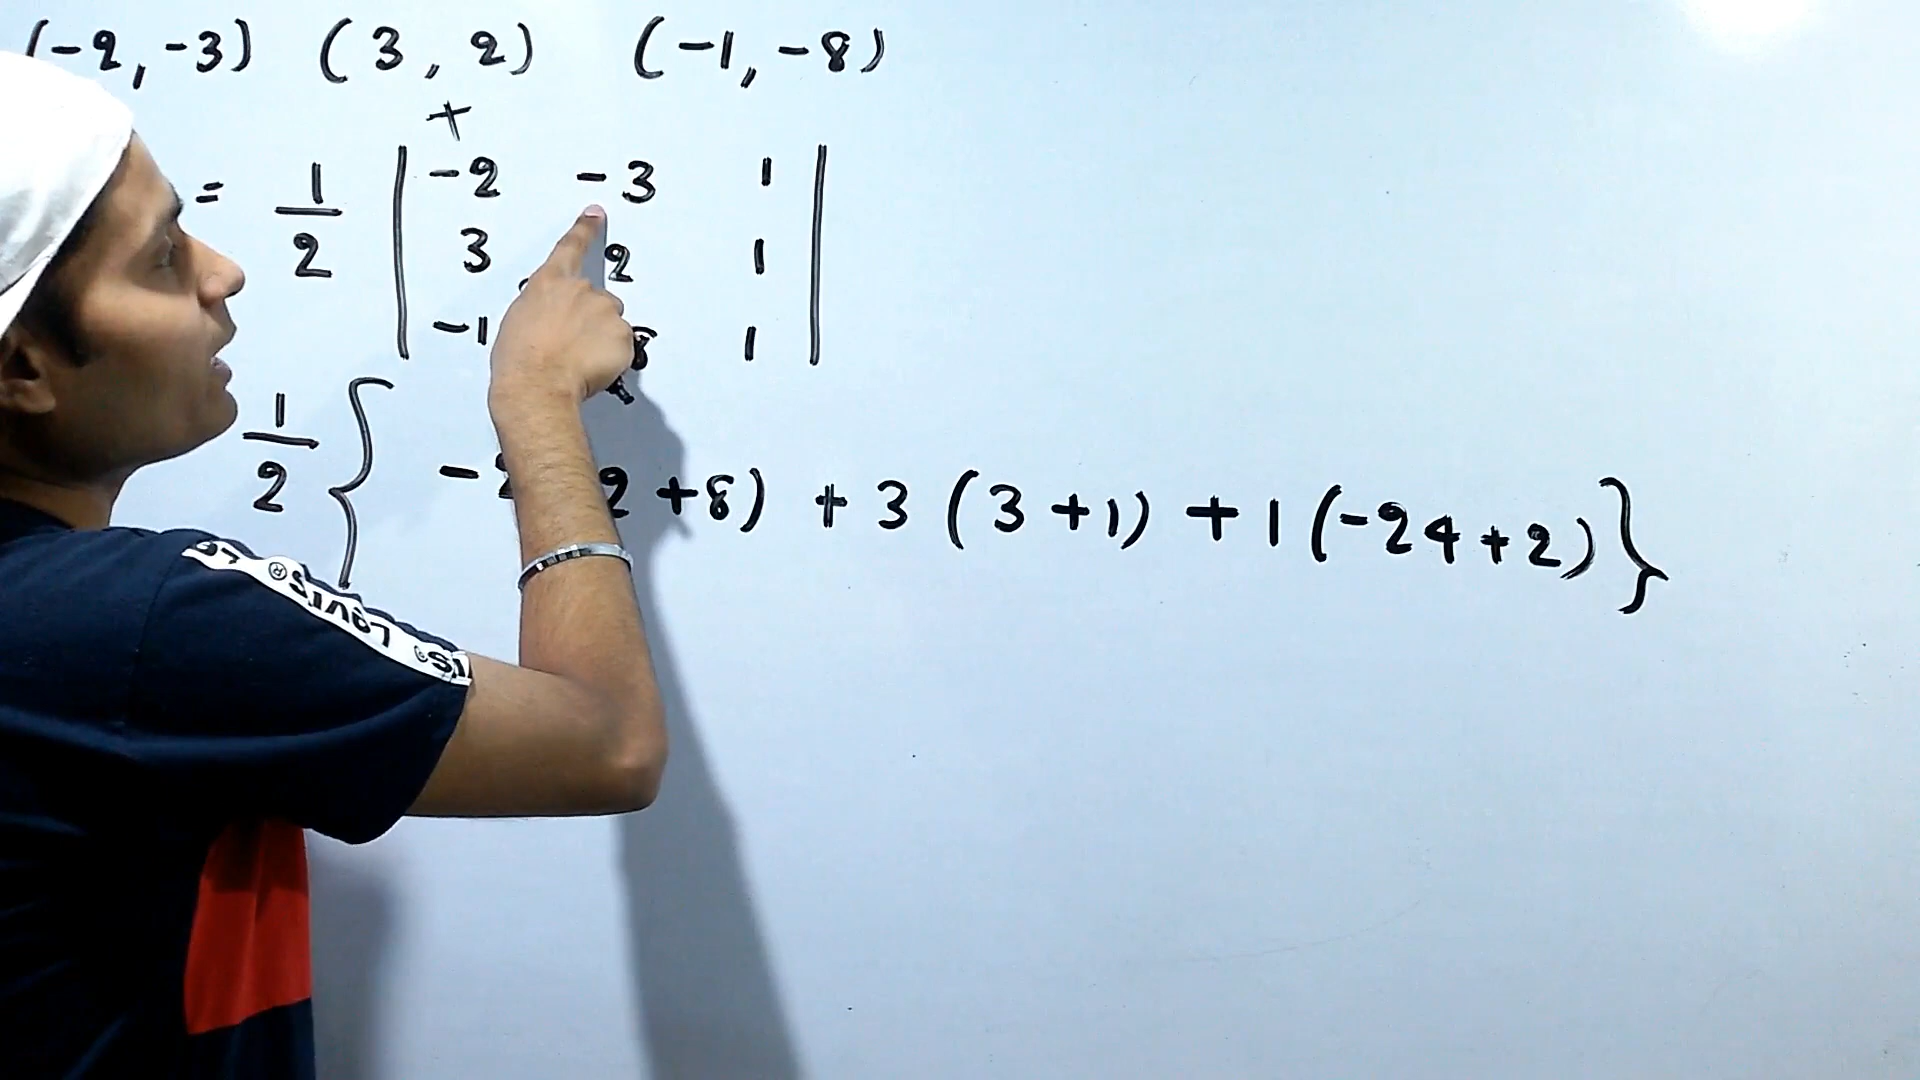 (-2, -3) (3, 2) (-1, -8)
+
= 1/2 | -2 -3 1 |
| 3 2 1 |
| -1 8 1 |
1/2 { -2 2 + 8) + 3 (3 + 1) + 1 (-24 + 2) }